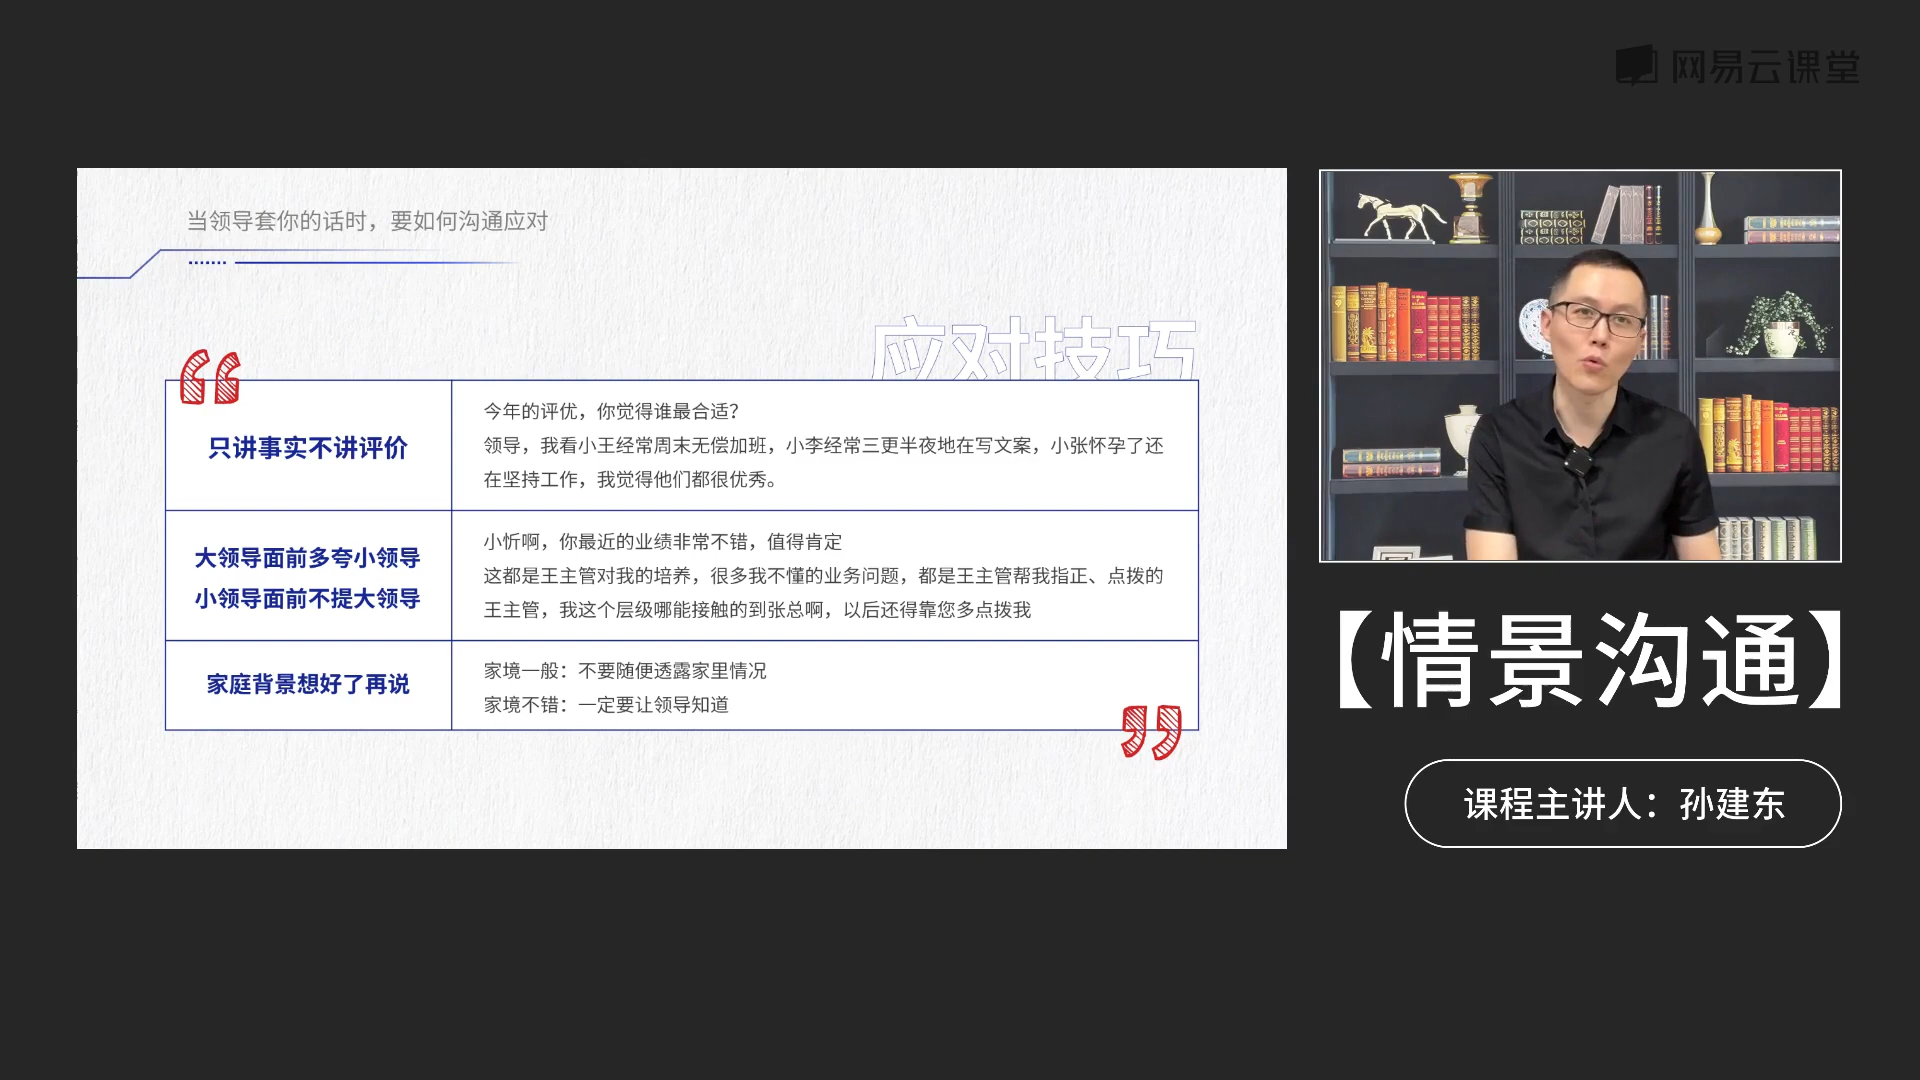 网易云课堂
当领导套你的话时，要如何沟通应对
应对技巧
只讲事实不讲评价
今年的评优，你觉得谁最合适？
领导，我看小王经常周末无偿加班，小李经常三更半夜地在写文案，小张怀孕了还
在坚持工作，我觉得他们都很优秀。
大领导面前多夸小领导
小领导面前不提大领导
小忻啊，你最近的业绩非常不错，值得肯定
这都是王主管对我的培养，很多我不懂的业务问题，都是王主管帮我指正、点拨的
王主管，我这个层级哪能接触的到张总啊，以后还得靠您多点拨我
家庭背景想好了再说
家境一般：不要随便透露家里情况
家境不错：一定要让领导知道
【情景沟通】
课程主讲人：孙建东